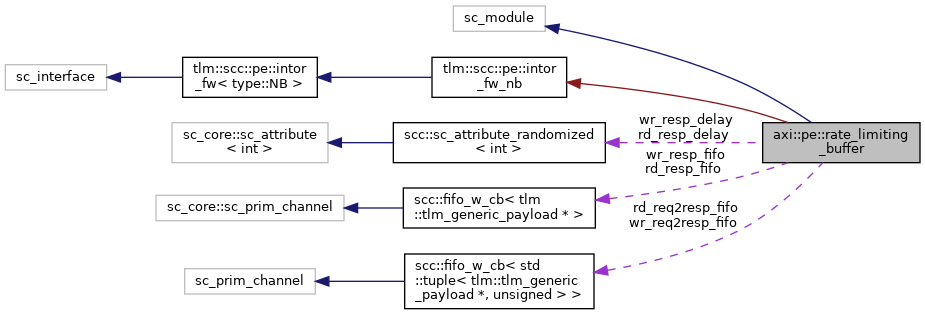 sc_module
tlm::scc::pe::intor
_fw< type::NB >
sc_interface
tlm::scc::pe::intor
_fw_nb
axi::pe::rate_limiting
_buffer
wr_resp_delay
rd_resp_delay
sc_core::sc_attribute
< int >
scc::sc_attribute_randomized
< int >
wr_resp_fifo
rd_resp_fifo
sc_core::sc_prim_channel
scc::fifo_w_cb< tlm
::tlm_generic_payload * >
rd_req2resp_fifo
wr_req2resp_fifo
sc_prim_channel
scc::fifo_w_cb< std
::tuple< tlm::tlm_generic
_payload *, unsigned > >